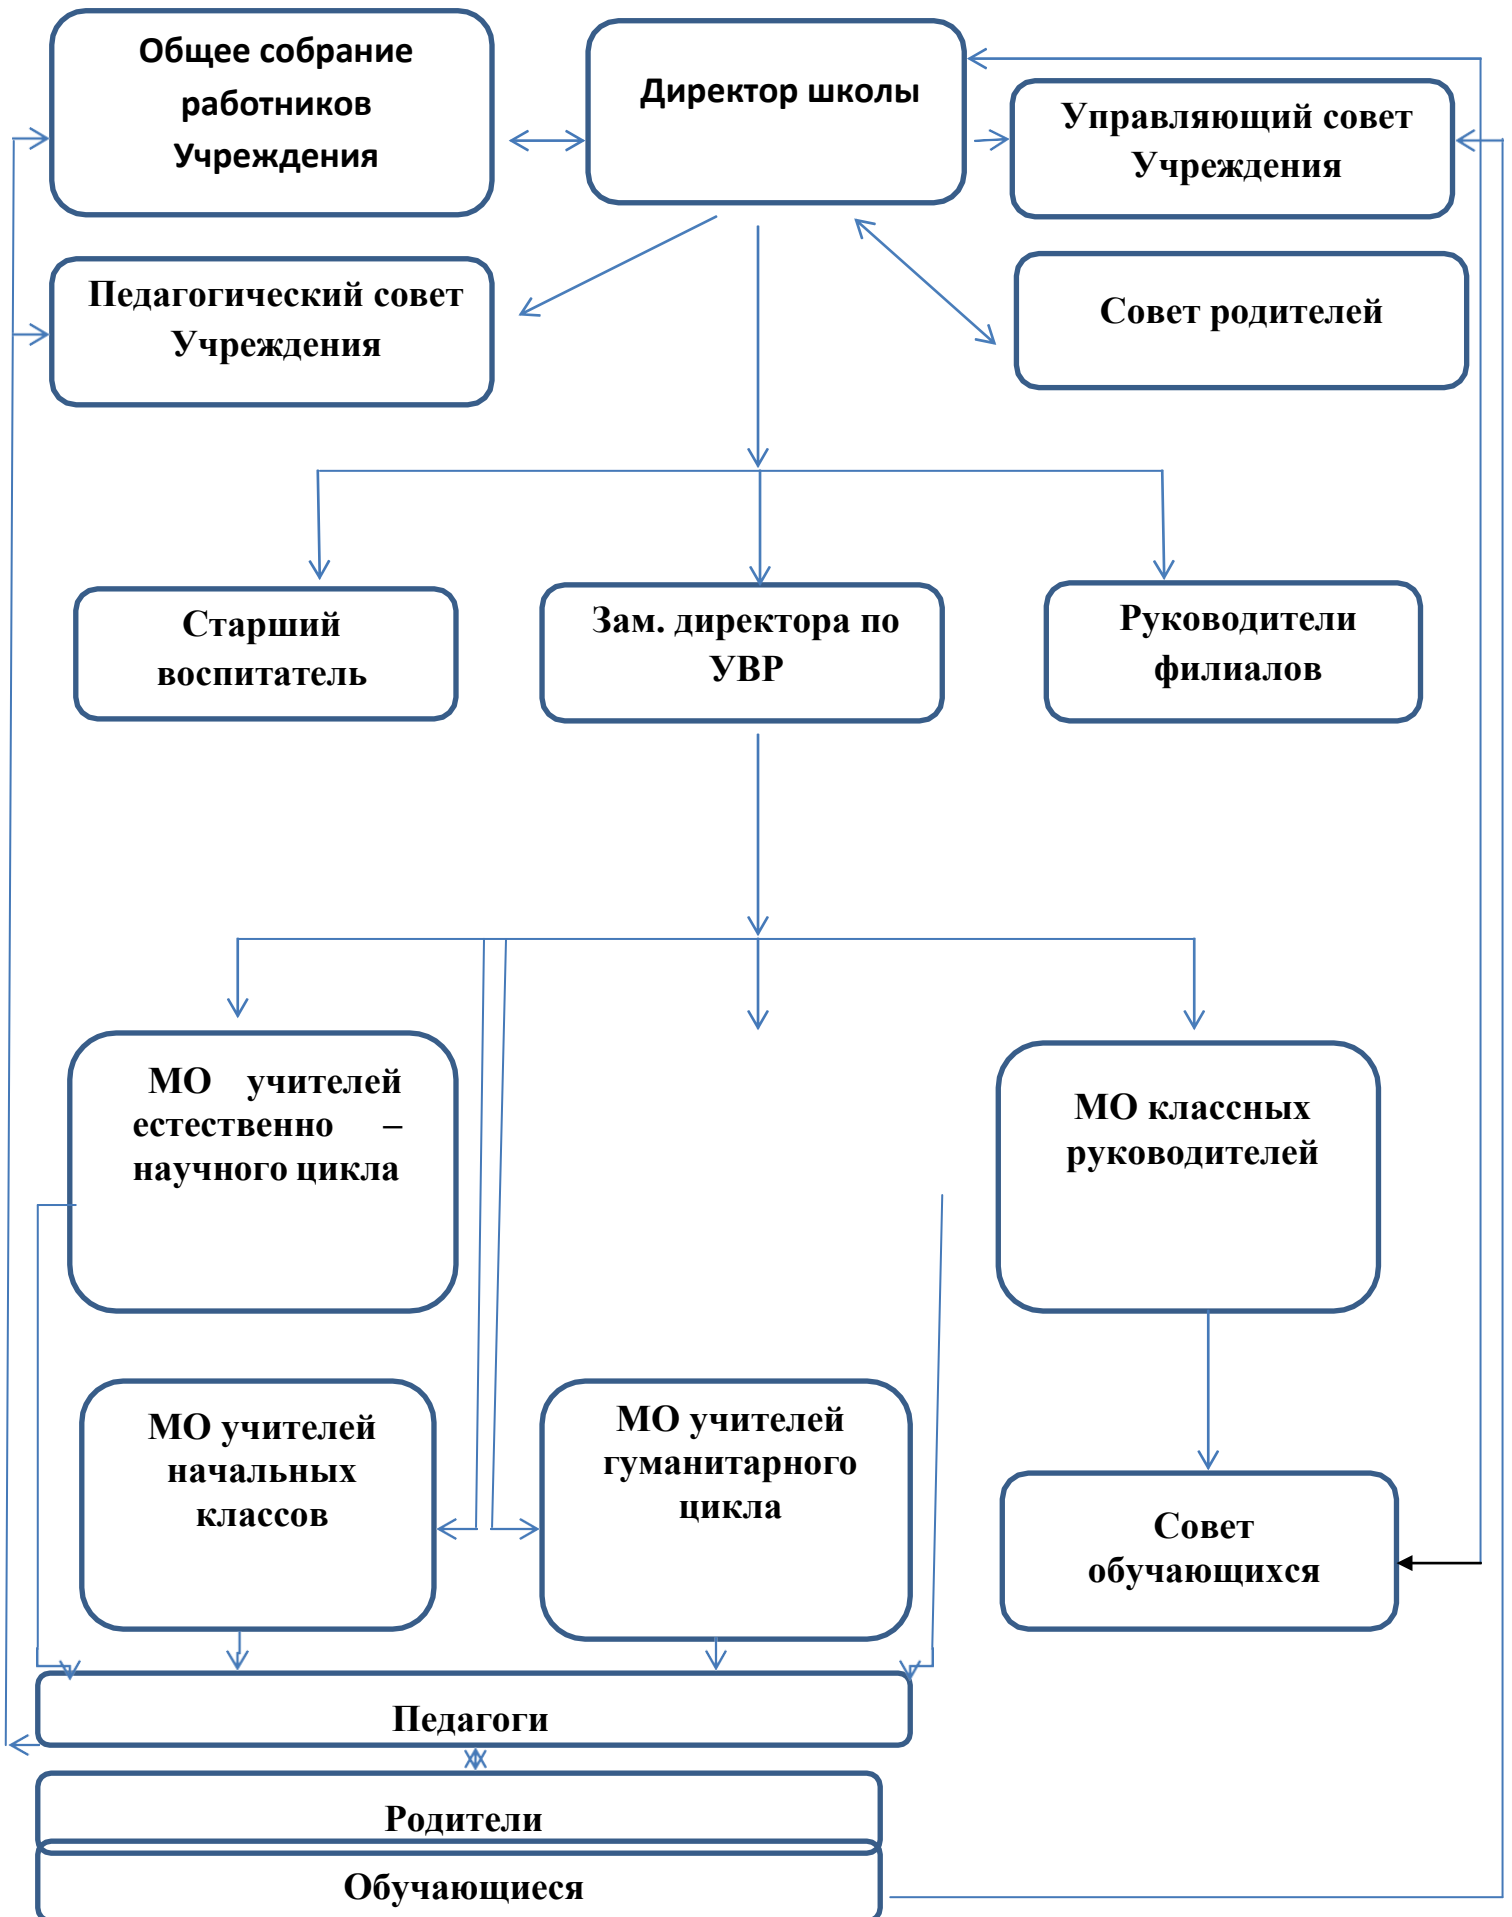 Общее собрание
работников
Учреждения
Директор школы
Управляющий совет
Учреждения
Педагогический совет
Учреждения
Совет родителей
Старший
воспитатель
Зам. директора по
УВР
Руководители
филиалов
МО учителей
естественно –
научного цикла
МО классных
руководителей
МО учителей
начальных
классов
МО учителей
гуманитарного
цикла
Совет
обучающихся
Педагоги
Родители
Обучающиеся